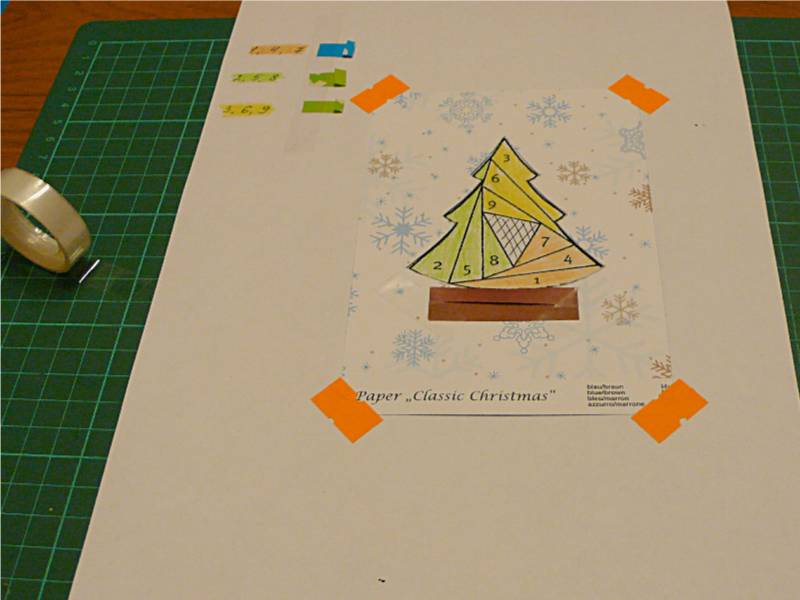 1, 4, 7
2, 5, 8
3, 6, 9
3
6
9
7
2 5 8 4
1
Paper „Classic Christmas“
blau/braun
blue/brown
bleu/marron
azzurro/marrone